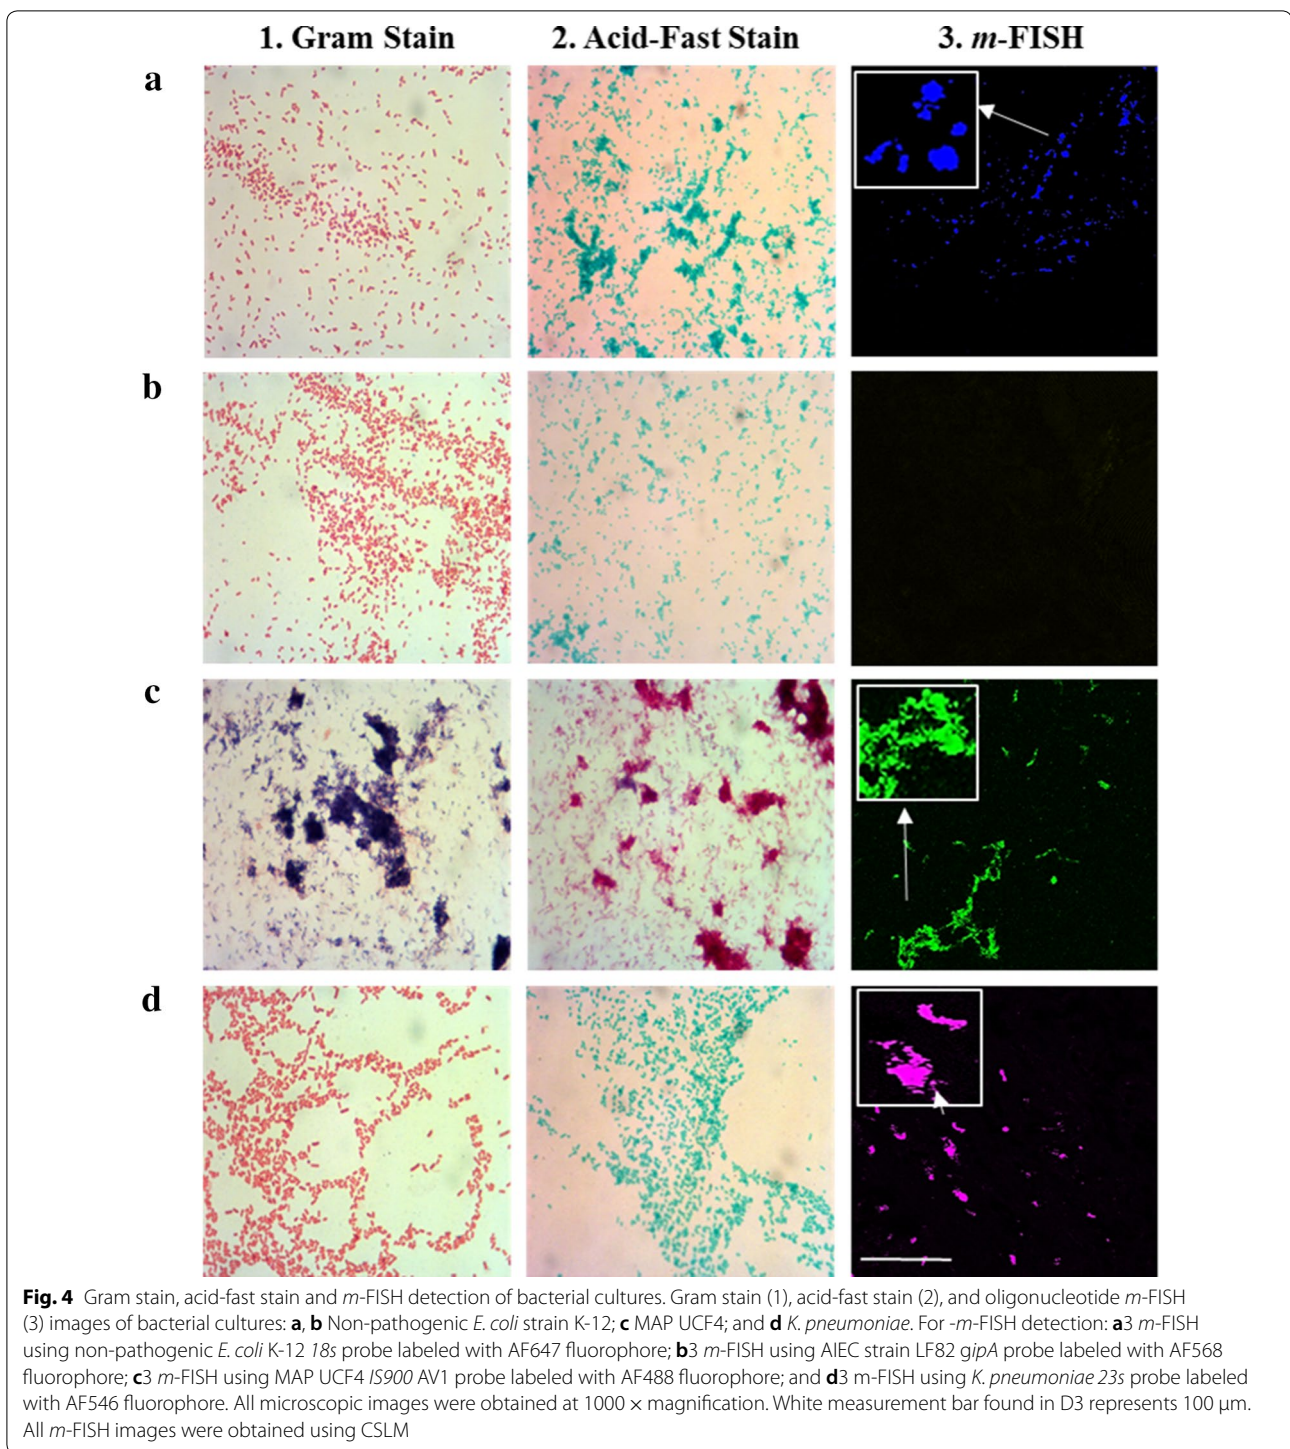 1. Gram Stain 2. Acid-Fast Stain 3. m-FISH
a
b
c
d
Fig. 4 Gram stain, acid-fast stain and m-FISH detection of bacterial cultures. Gram stain (1), acid-fast stain (2), and oligonucleotide m-FISH
(3) images of bacterial cultures: a, b Non-pathogenic E. coli strain K-12; c MAP UCF4; and d K. pneumoniae. For -m-FISH detection: a3 m-FISH
using non-pathogenic E. coli K-12 18s probe labeled with AF647 fluorophore; b3 m-FISH using AIEC strain LF82 gipA probe labeled with AF568
fluorophore; c3 m-FISH using MAP UCF4 IS900 AV1 probe labeled with AF488 fluorophore; and d3 m-FISH using K. pneumoniae 23s probe labeled
with AF546 fluorophore. All microscopic images were obtained at 1000 × magnification. White measurement bar found in D3 represents 100 µm.
All m-FISH images were obtained using CSLM